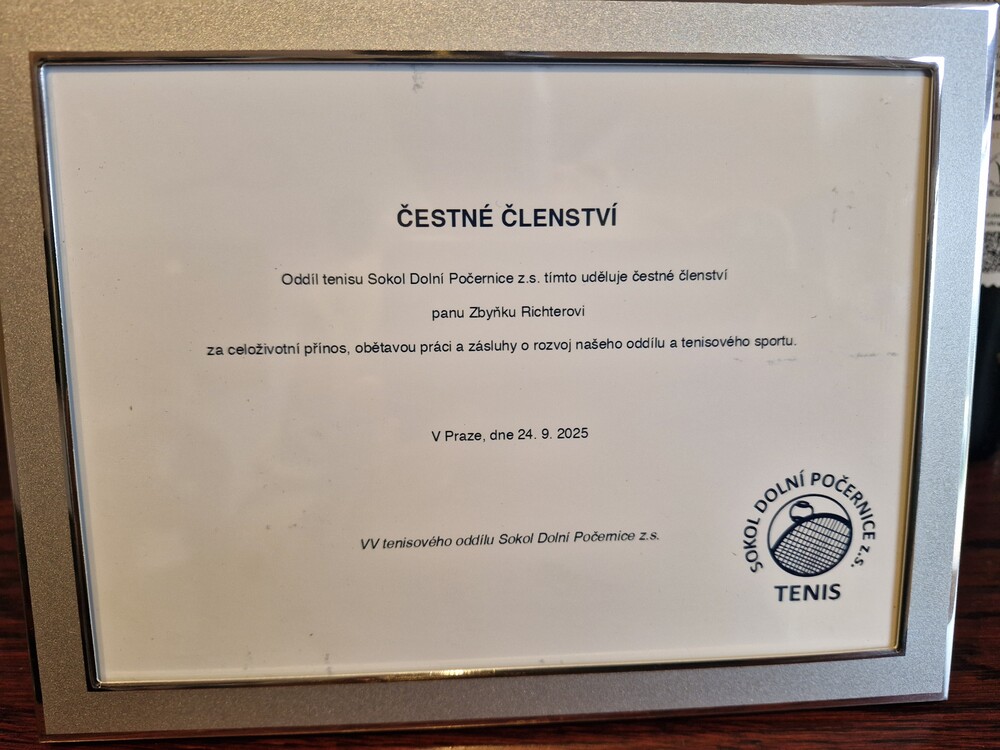 ČESTNÉ ČLENSTVÍ
Oddíl tenisu Sokol Dolní Počernice z.s. tímto uděluje čestné členství
panu Zbyňku Richterovi
za celoživotní přínos, obětavou práci a zásluhy o rozvoj našeho oddílu a tenisového sportu.
V Praze, dne 24. 9. 2025
VV tenisového oddílu Sokol Dolní Počernice z.s.
SOKOL DOLNÍ POČERNICE z.s.
TENIS